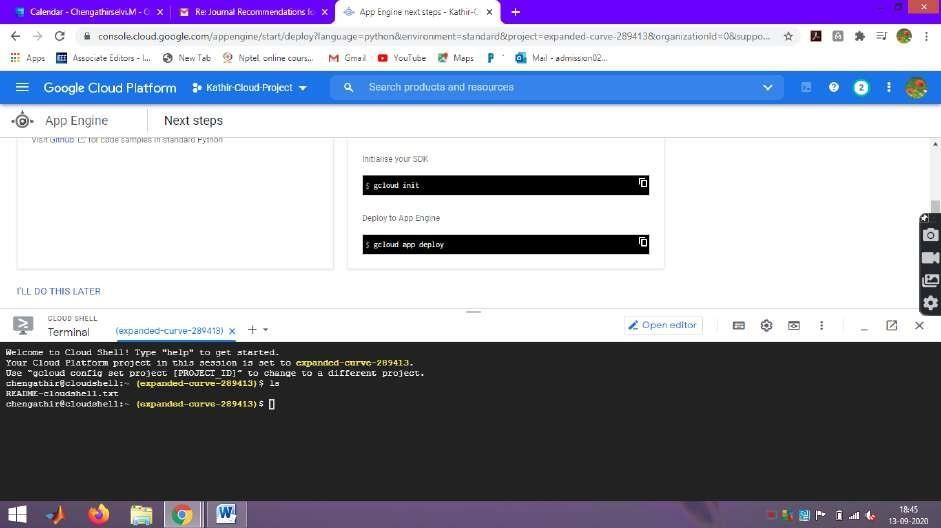 Calendar - Chengathirselvi.M - O
Re: Journal Recommendations fo
App Engine next steps - Kathir-C
console.cloud.google.com/appengine/start/deploy?language=python&environment=standard&project=expanded-curve-289413&organizationId=0&suppo...
Apps
Associate Editors - I...
New Tab
Nptel, online cours...
Gmail
YouTube
Maps
Mail - admission02...
Google Cloud Platform
Kathir-Cloud-Project
Search products and resources
2
App Engine
Next steps
Visit GitHub for code samples in standard Python
Initialise your SDK
$ gcloud init
Deploy to App Engine
$ gcloud app deploy
I'LL DO THIS LATER
CLOUD SHELL
Terminal
(expanded-curve-289413)
Open editor
Welcome to Cloud Shell! Type "help" to get started.
Your Cloud Platform project in this session is set to expanded-curve-289413.
Use "gcloud config set project [PROJECT_ID]" to change to a different project.
chengathir@cloudshell:~ (expanded-curve-289413)$ ls
README-cloudshell.txt
chengathir@cloudshell:~ (expanded-curve-289413)$
18:45
13-09-2020